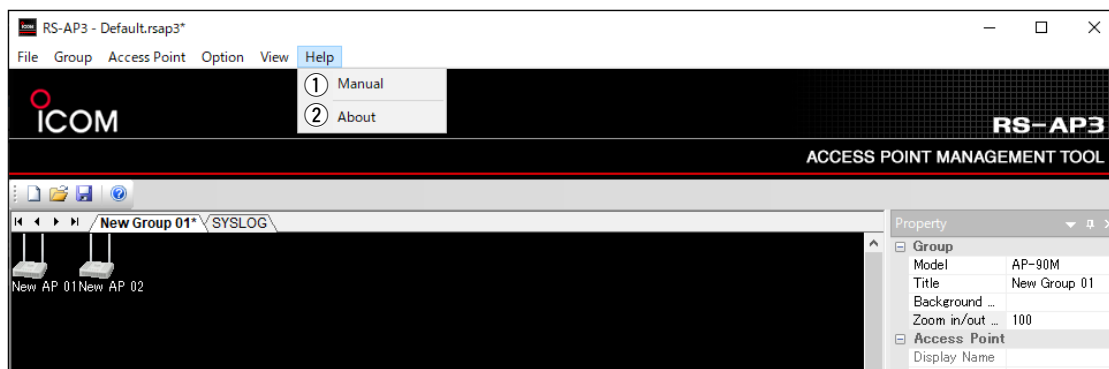 icom RS-AP3 - Default.rsap3*
File Group Access Point Option View Help
① Manual
② About
ICOM
RS-AP3
ACCESS POINT MANAGEMENT TOOL
New Group 01* SYSLOG
New AP 01 New AP 02
Property
Group
Model AP-90M
Title New Group 01
Background ...
Zoom in/out ... 100
Access Point
Display Name